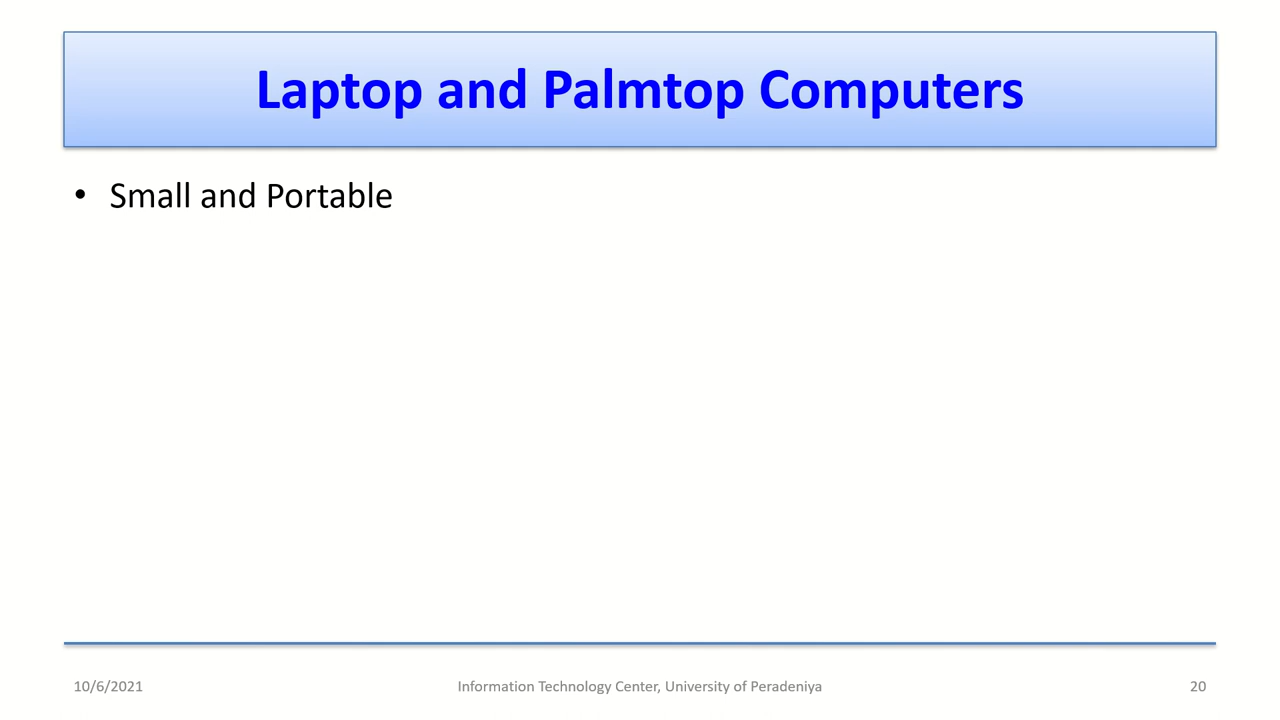 Laptop and Palmtop Computers
• Small and Portable
10/6/2021
Information Technology Center, University of Peradeniya
20